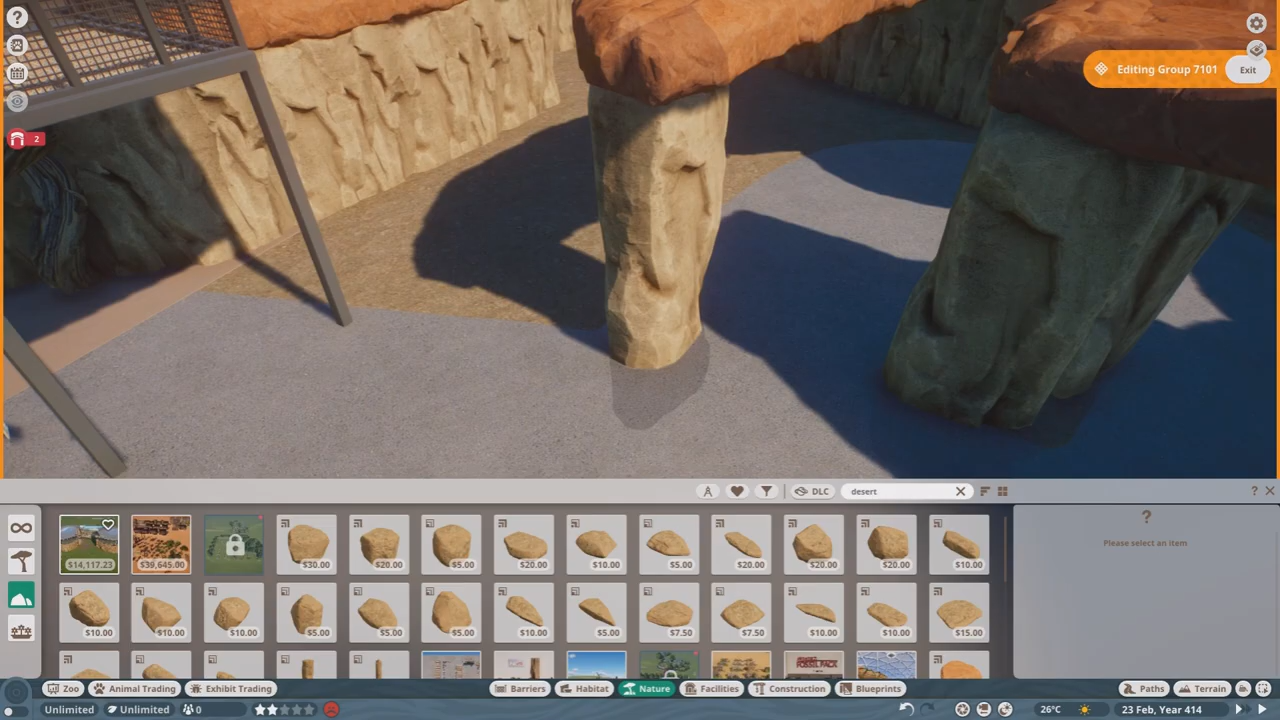 Editing Group 7101
Exit
2
DLC
desert
$14,117.23
$39,645.00
$30.00
$20.00
$5.00
$20.00
$10.00
$5.00
$20.00
$20.00
$20.00
$10.00
$10.00
$10.00
$10.00
$5.00
$5.00
$5.00
$10.00
$5.00
$7.50
$7.50
$10.00
$10.00
$15.00
?
Please select an item
Zoo
Animal Trading
Exhibit Trading
Barriers
Habitat
Nature
Facilities
Construction
Blueprints
Paths
Terrain
Unlimited
Unlimited
0
26°C
23 Feb, Year 414